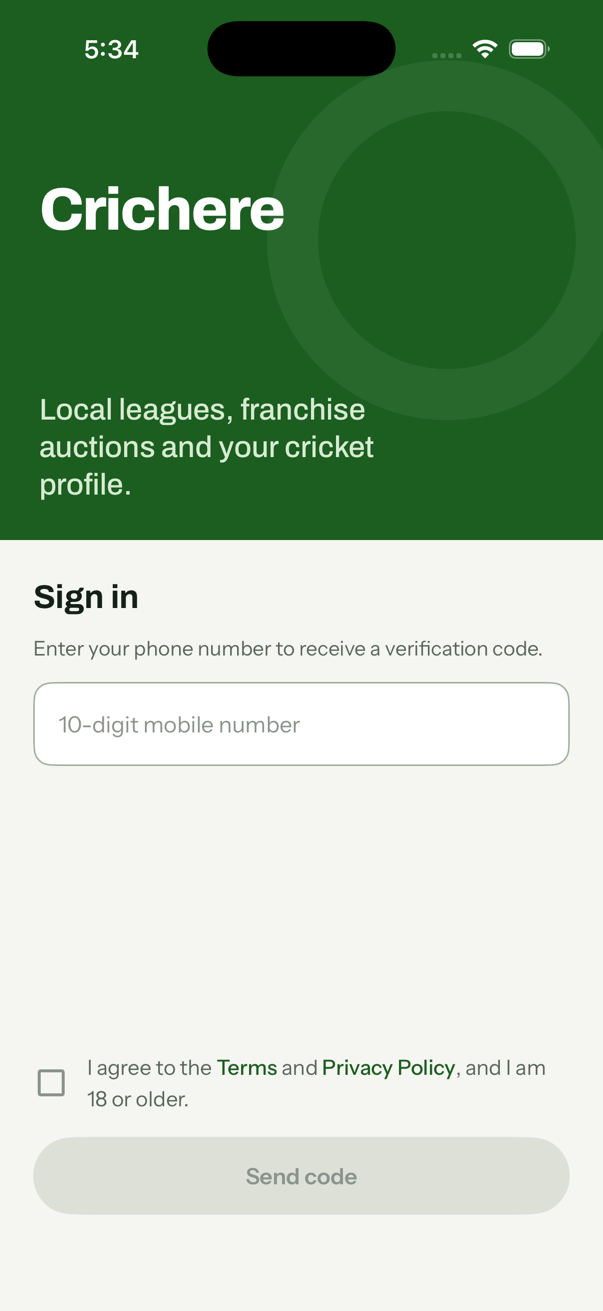 5:34
Crichere
Local leagues, franchise
auctions and your cricket
profile.
Sign in
Enter your phone number to receive a verification code.
10-digit mobile number
I agree to the Terms and Privacy Policy, and I am
18 or older.
Send code